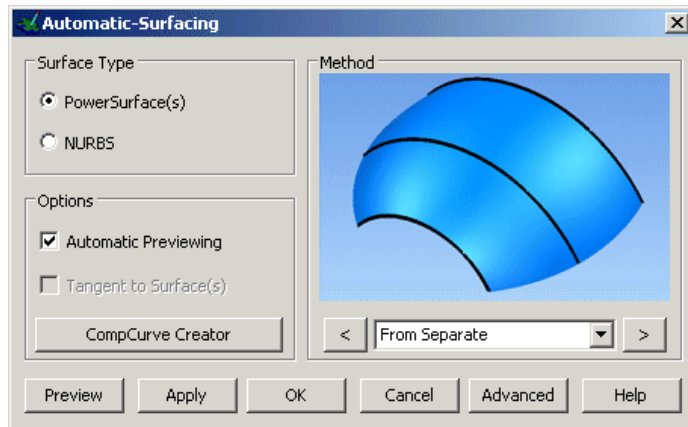 Automatic-Surfacing
Surface Type
PowerSurface(s)
NURBS
Options
Automatic Previewing
Tangent to Surface(s)
CompCurve Creator
Method
< From Separate >
Preview Apply OK Cancel Advanced Help